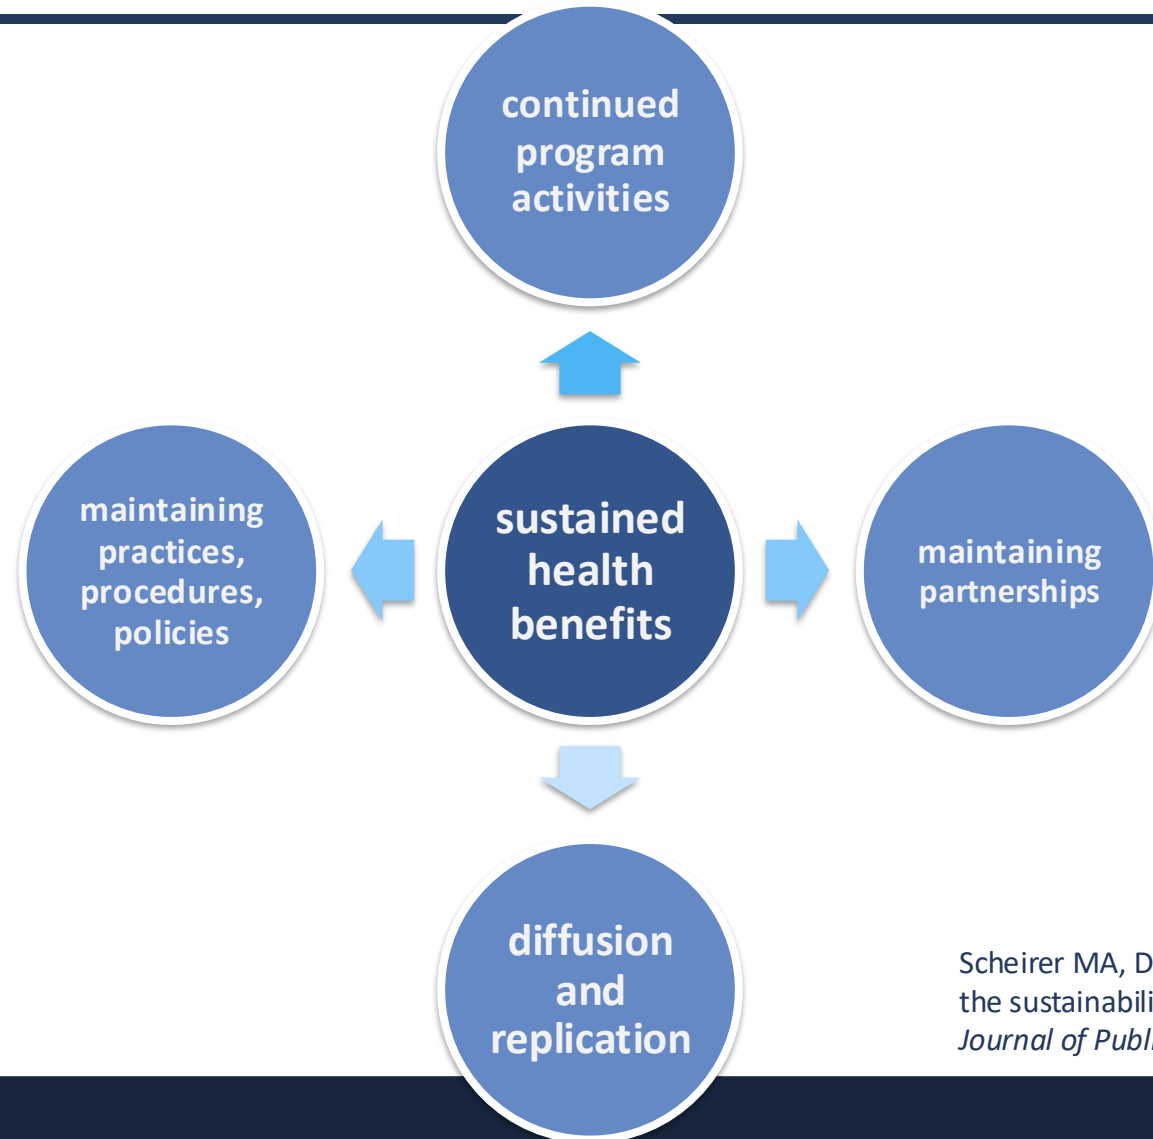 continued
program
activities
maintaining
practices,
procedures,
policies
sustained
health
benefits
maintaining
partnerships
diffusion
and
replication
Scheirer MA, D
the sustainabili
Journal of Publi